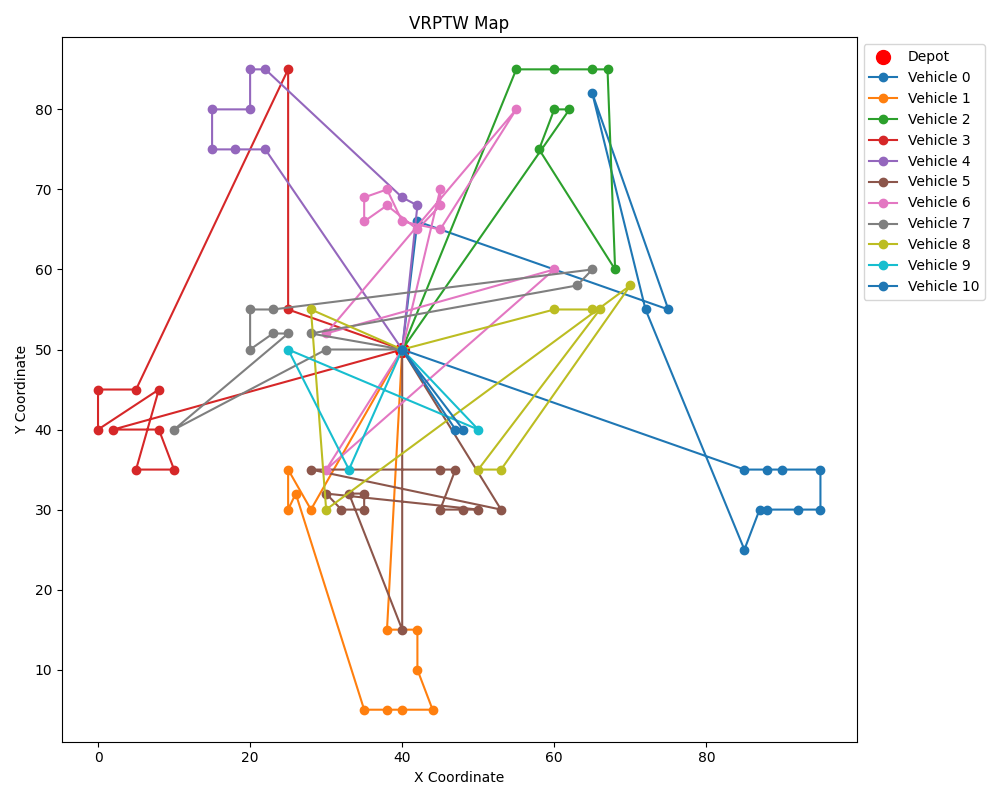 VRPTW Map
Y Coordinate
80
70
60
50
40
30
20
10
0
20
40
60
80
X Coordinate
Depot
Vehicle 0
Vehicle 1
Vehicle 2
Vehicle 3
Vehicle 4
Vehicle 5
Vehicle 6
Vehicle 7
Vehicle 8
Vehicle 9
Vehicle 10